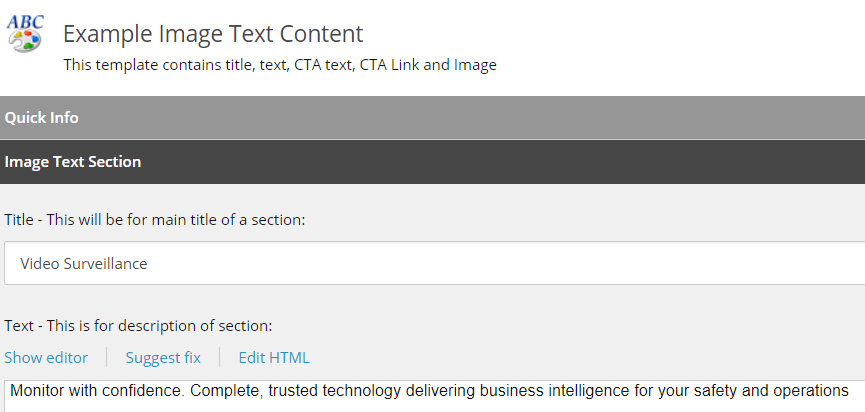 ABC
Example Image Text Content
This template contains title, text, CTA text, CTA Link and Image
Quick Info
Image Text Section
Title - This will be for main title of a section:
Video Surveillance
Text - This is for description of section:
Show editor Suggest fix Edit HTML
Monitor with confidence. Complete, trusted technology delivering business intelligence for your safety and operations